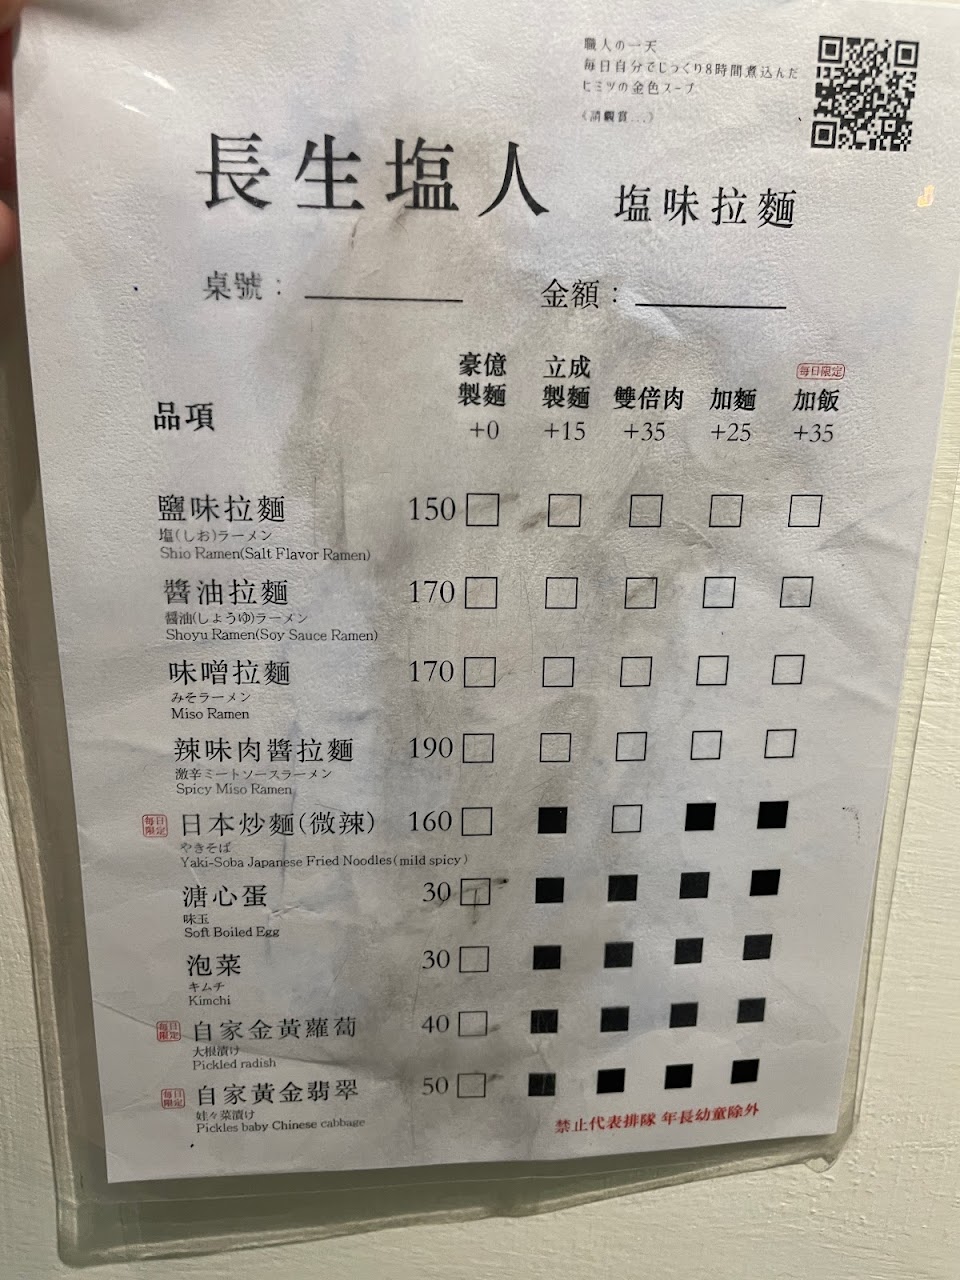 職人の一天
毎日自分でじっくり8時間煮込んだ
ヒミツの金色スープ
《請觀賞...》
長生塩人 塩味拉麵
桌號：
金額：
品項
豪億製麵 +0
立成製麵 +15
雙倍肉 +35
加麵 +25
每日限定
加飯 +35
鹽味拉麵 150
塩(しお)ラーメン
Shio Ramen(Salt Flavor Ramen)
醬油拉麵 170
醤油(しょうゆ)ラーメン
Shoyu Ramen(Soy Sauce Ramen)
味噌拉麵 170
みそラーメン
Miso Ramen
辣味肉醬拉麵 190
激辛ミートソースラーメン
Spicy Miso Ramen
每日限定
日本炒麵(微辣) 160
やきそば
Yaki-Soba Japanese Fried Noodles(mild spicy)
溏心蛋 30
味玉
Soft Boiled Egg
泡菜 30
キムチ
Kimchi
每日限定
自家金黃蘿蔔 40
大根漬け
Pickled radish
每日限定
自家黃金翡翠 50
娃々菜漬け
Pickles baby Chinese cabbage
禁止代表排隊 年長幼童除外